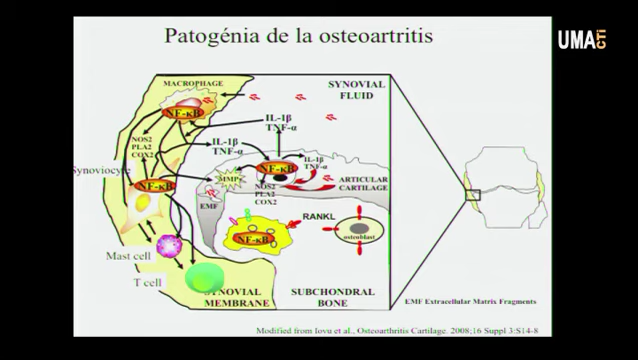 UMA CTi
Patogénia de la osteoartritis
MACROPHAGE
SYNOVIAL
FLUID
NF-κB
IL-1β
TNF-α
NOS2
PLA2
COX2
IL-1β
TNF-α
Synoviocyte
NF-κB
MMPs
NF-κB
IL-1β
TNF-α
NOS2
PLA2
COX2
ARTICULAR
CARTILAGE
EMF
RANKL
NF-κB
osteoblast
Mast cell
T cell
SYNOVIAL
MEMBRANE
SUBCHONDRAL
BONE
EMF Extracellular Matrix Fragments
Modified from Iovu et al., Osteoarthritis Cartilage. 2008;16 Suppl 3:S14-8